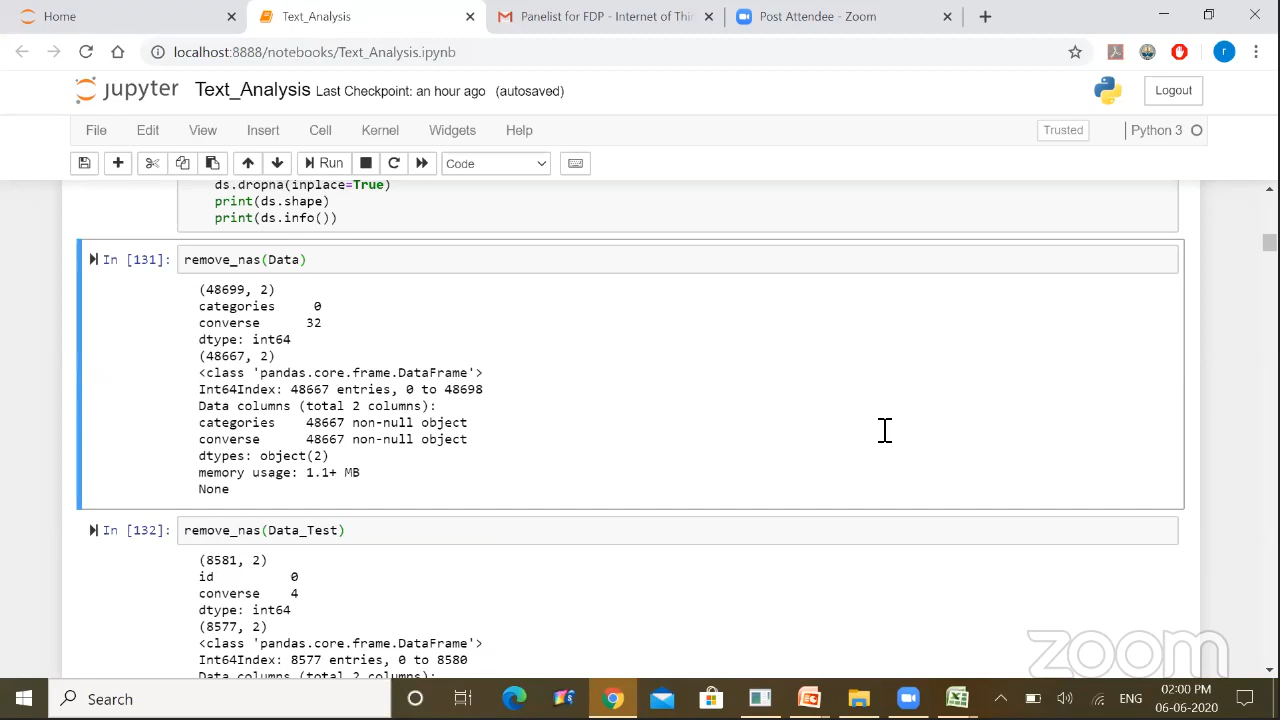 Home
Text_Analysis
Panelist for FDP - Internet of Thi
Post Attendee - Zoom
localhost:8888/notebooks/Text_Analysis.ipynb
r
jupyter Text_Analysis Last Checkpoint: an hour ago (autosaved)
Logout
File Edit View Insert Cell Kernel Widgets Help
Trusted
Python 3
Run
Code
ds.dropna(inplace=True)
print(ds.shape)
print(ds.info())
In [131]: remove_nas(Data)
(48699, 2)
categories 0
converse 32
dtype: int64
(48667, 2)
<class 'pandas.core.frame.DataFrame'>
Int64Index: 48667 entries, 0 to 48698
Data columns (total 2 columns):
categories 48667 non-null object
converse 48667 non-null object
dtypes: object(2)
memory usage: 1.1+ MB
None
In [132]: remove_nas(Data_Test)
(8581, 2)
id 0
converse 4
dtype: int64
(8577, 2)
<class 'pandas.core.frame.DataFrame'>
Int64Index: 8577 entries, 0 to 8580
Data columns (total 2 columns):
zoom
Search
ENG
02:00 PM
06-06-2020